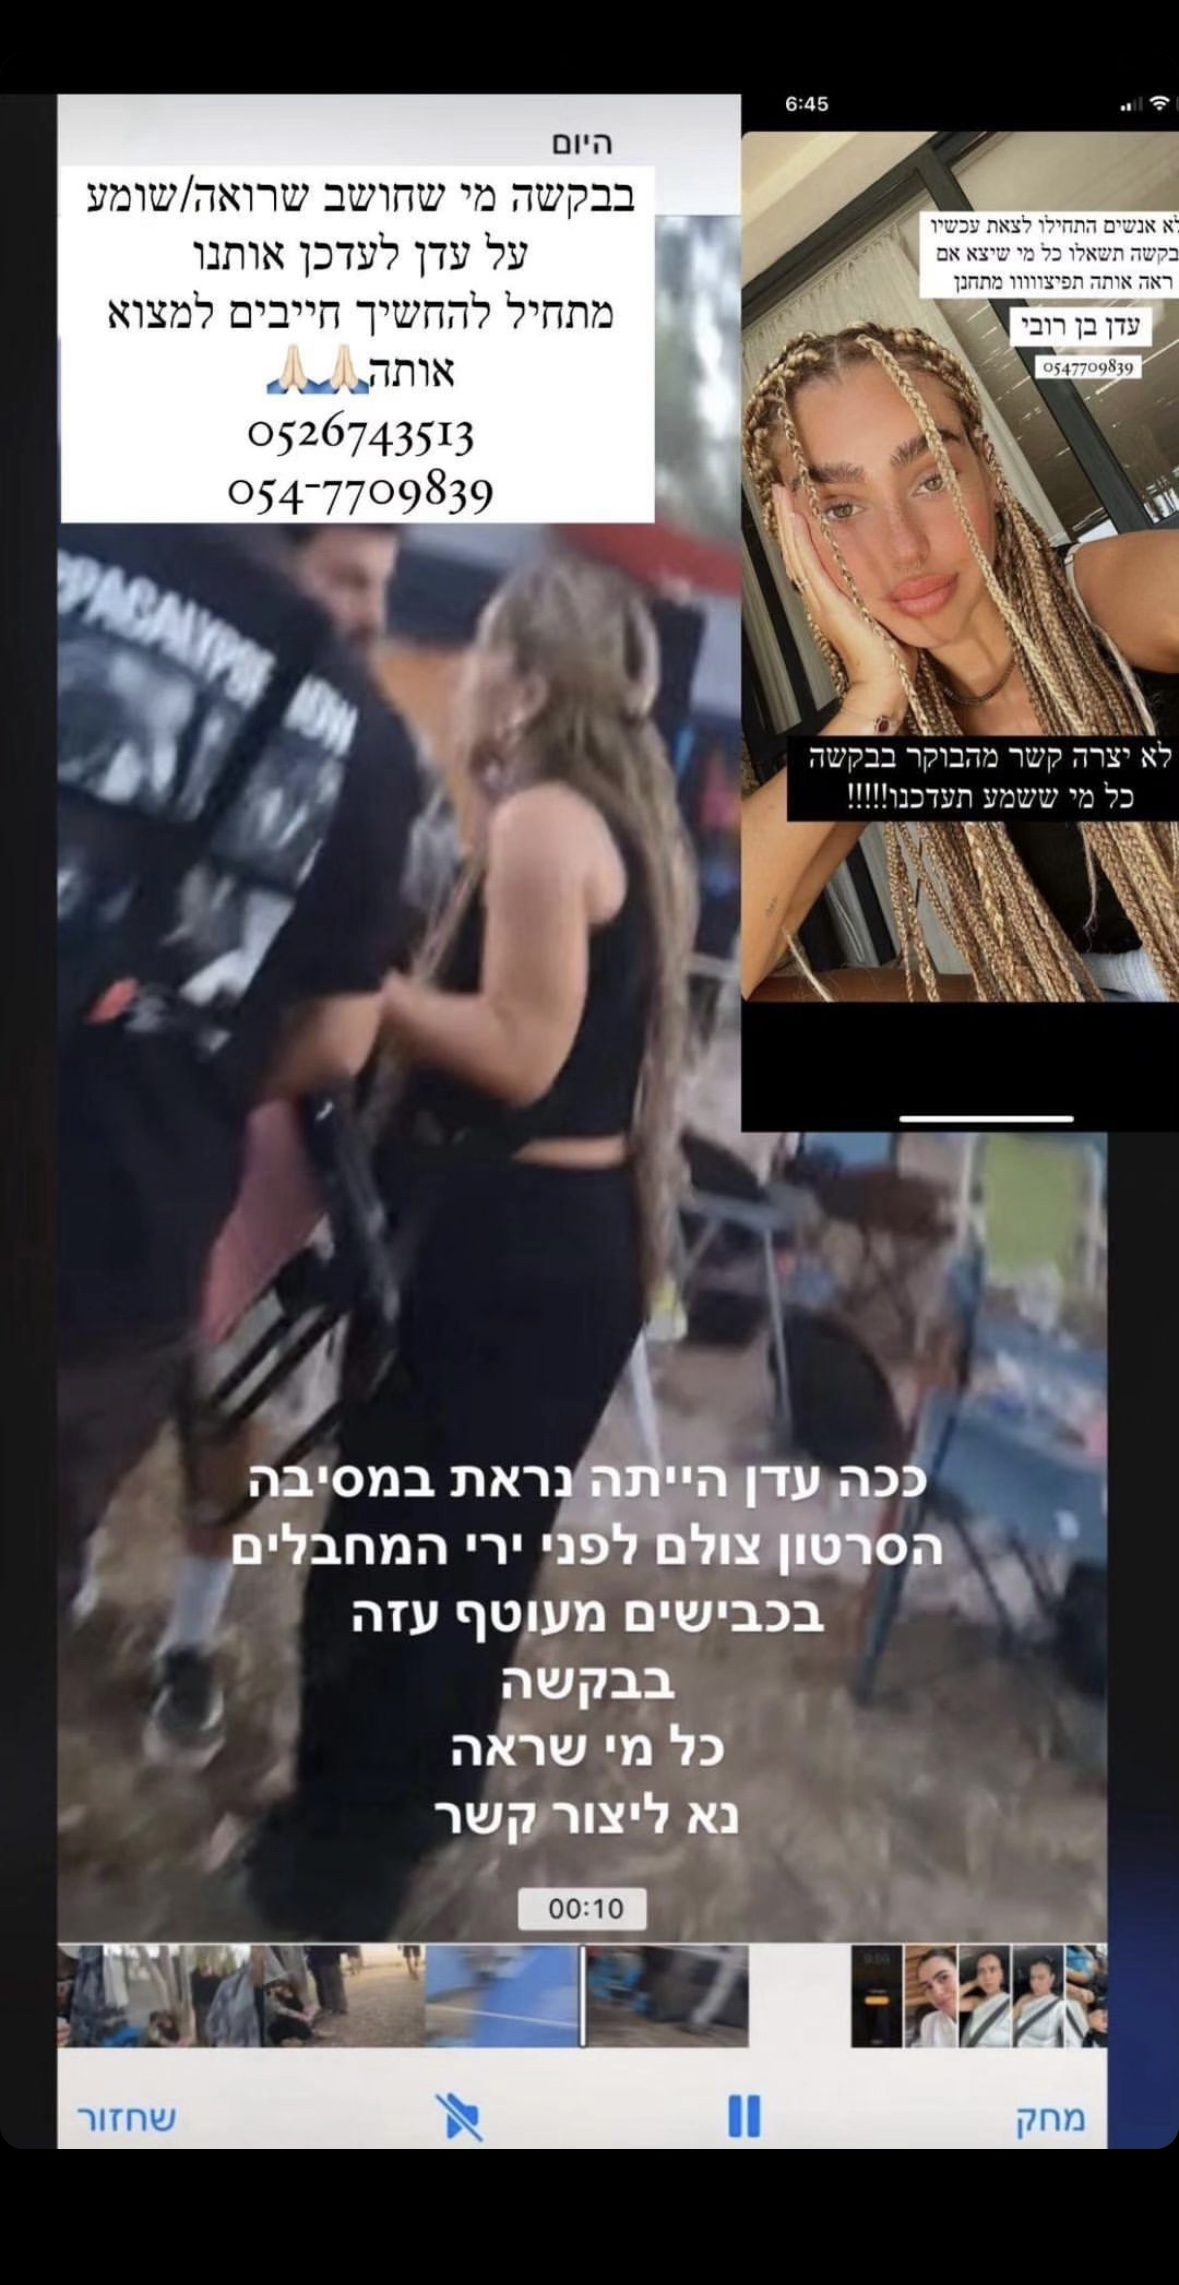 היום
בבקשה מי שחושב שרואה/שומע
על עדן לעדכן אותנו
מתחיל להחשיך חייבים למצוא
אותה🙏🏻🙏🏻
0526743513
054-7709839
6:45
לא אנשים התחילו לצאת עכשיו
בקשה תשאלו כל מי שיצא אם
ראה אותה תפיצווווו מתחנן
עדן בן רובי
0547709839
לא יצרה קשר מהבוקר בבקשה
כל מי ששמע תעדכנו!!!!!
ככה עדן הייתה נראת במסיבה
הסרטון צולם לפני ירי המחבלים
בכבישים מעוטף עזה
בבקשה
כל מי שראה
נא ליצור קשר
00:10
שחזור
מחק